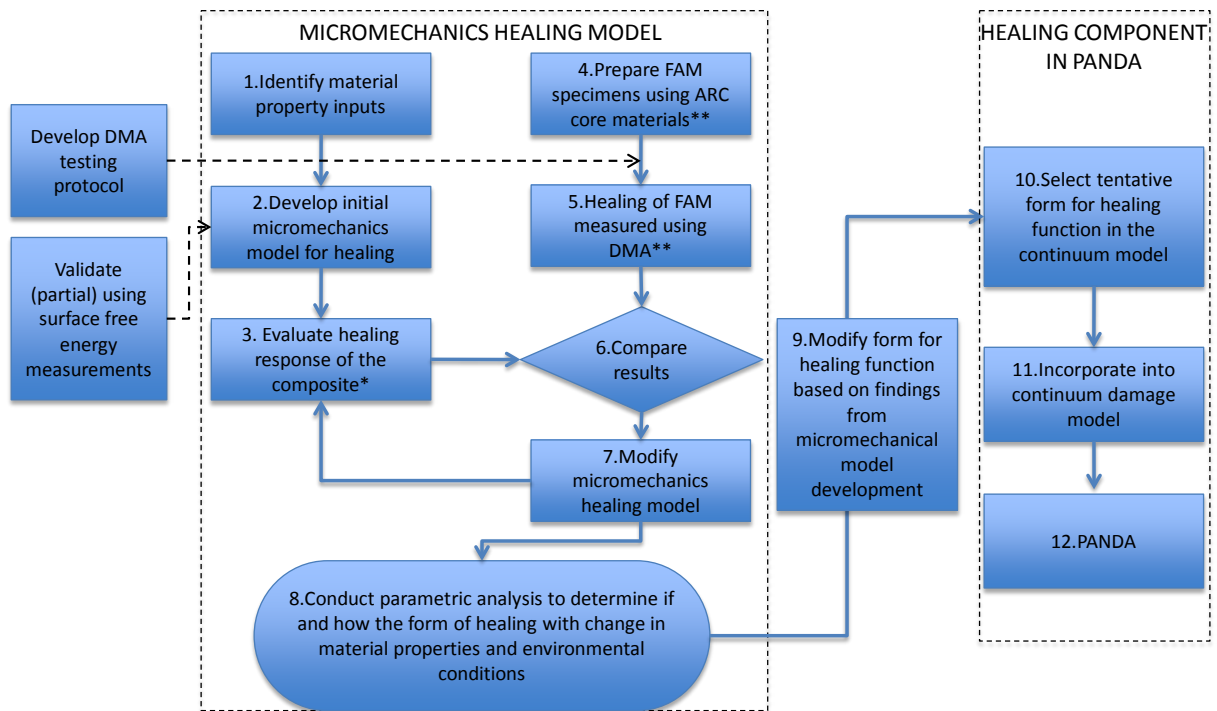 MICROMECHANICS HEALING MODEL
HEALING COMPONENT
IN PANDA
Develop DMA
testing
protocol
Validate
(partial) using
surface free
energy
measurements
1.Identify material
property inputs
2.Develop initial
micromechanics
model for healing
3. Evaluate healing
response of the
composite*
4.Prepare FAM
specimens using ARC
core materials**
5.Healing of FAM
measured using
DMA**
6.Compare
results
7.Modify
micromechanics
healing model
8.Conduct parametric analysis to determine if
and how the form of healing with change in
material properties and environmental
conditions
9.Modify form for
healing function
based on findings
from
micromechanical
model
development
10.Select tentative
form for healing
function in the
continuum model
11.Incorporate into
continuum damage
model
12.PANDA